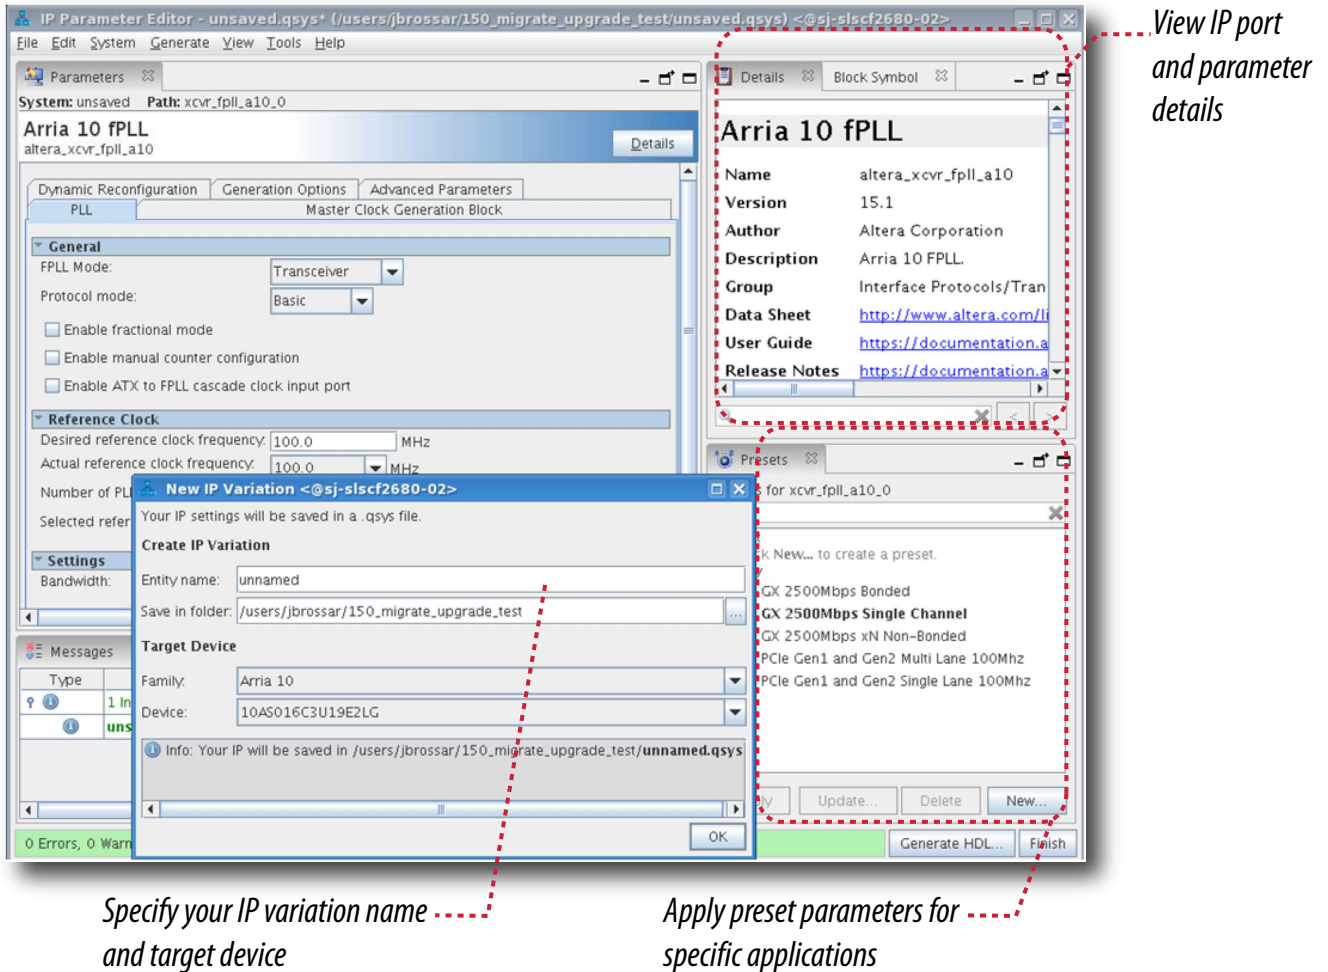 IP Parameter Editor - unsaved.qsys* (/users/jbrossar/150_migrate_upgrade_test/unsaved.qsys) <@sj-slscf2680-02>
File Edit System Generate View Tools Help
Parameters
System: unsaved Path: xcvr_fpll_a10_0
Arria 10 fPLL
altera_xcvr_fpll_a10
Details
Dynamic Reconfiguration Generation Options Advanced Parameters
PLL Master Clock Generation Block
General
FPLL Mode: Transceiver
Protocol mode: Basic
Enable fractional mode
Enable manual counter configuration
Enable ATX to FPLL cascade clock input port
Reference Clock
Desired reference clock frequency: 100.0 MHz
Actual reference clock frequency: 100.0 MHz
Number of PL
Selected refer
Settings
Bandwidth:
Messages
Type
1 In
uns
0 Errors, 0 Warn
Details Block Symbol
Arria 10 fPLL
Name altera_xcvr_fpll_a10
Version 15.1
Author Altera Corporation
Description Arria 10 FPLL.
Group Interface Protocols/Tran
Data Sheet http://www.altera.com/li
User Guide https://documentation.a
Release Notes https://documentation.a
< >
Presets
for xcvr_fpll_a10_0
New... to create a preset.
GX 2500Mbps Bonded
GX 2500Mbps Single Channel
GX 2500Mbps xN Non-Bonded
PCIe Gen1 and Gen2 Multi Lane 100Mhz
PCIe Gen1 and Gen2 Single Lane 100Mhz
Update... Delete New...
Generate HDL... Finish
New IP Variation <@sj-slscf2680-02>
Your IP settings will be saved in a .qsys file.
Create IP Variation
Entity name: unnamed
Save in folder: /users/jbrossar/150_migrate_upgrade_test ...
Target Device
Family: Arria 10
Device: 10AS016C3U19E2LG
Info: Your IP will be saved in /users/jbrossar/150_migrate_upgrade_test/unnamed.qsys
OK
View IP port
and parameter
details
Specify your IP variation name
and target device
Apply preset parameters for
specific applications